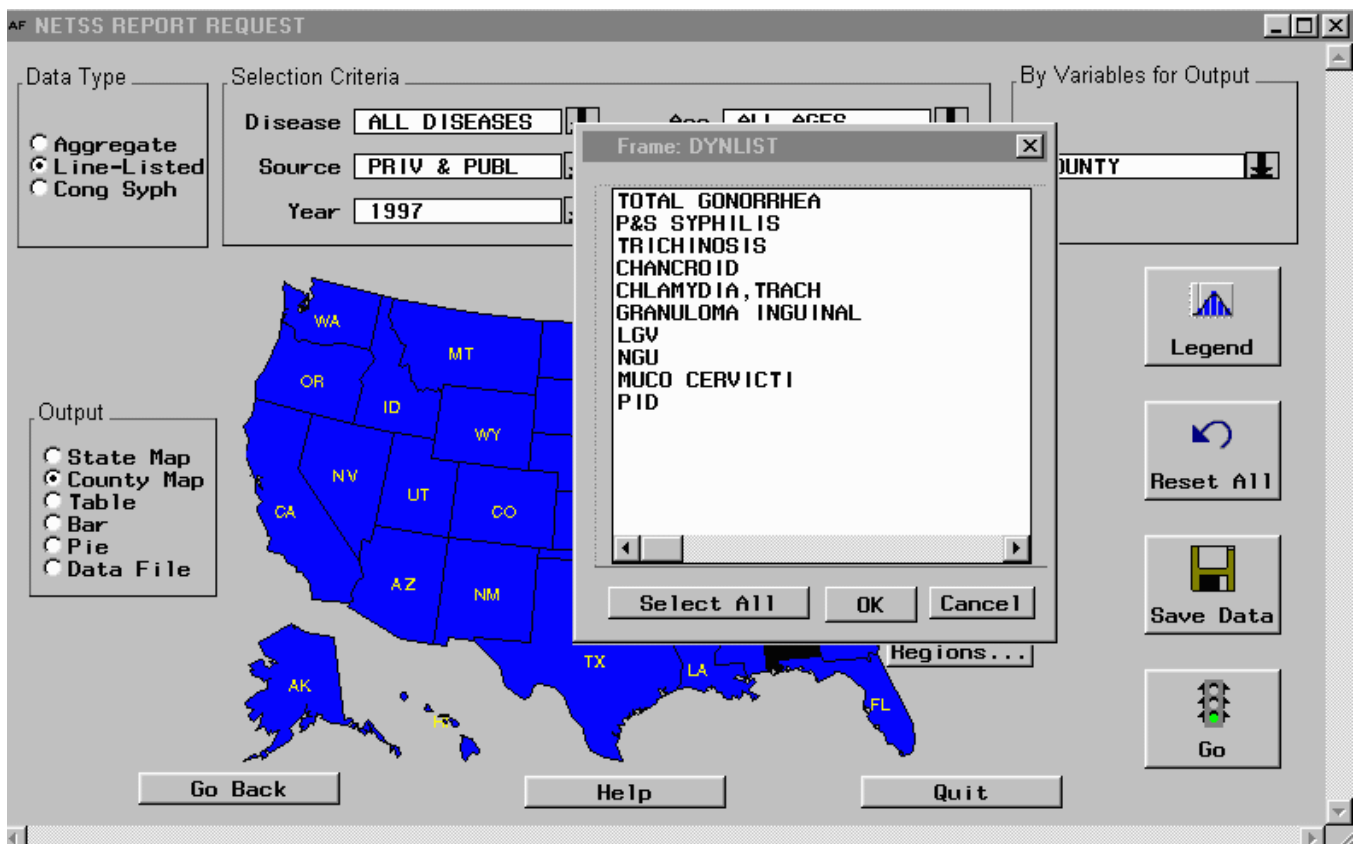 AF NETSS REPORT REQUEST
Data Type
Aggregate
Line-Listed
Cong Syph
Selection Criteria
Disease ALL DISEASES
Source PRIV & PUBL
Year 1997
ALL AGES
By Variables for Output
Frame: DYNLIST
TOTAL GONORRHEA
P&S SYPHILIS
TRICHINOSIS
CHANCROID
CHLAMYDIA,TRACH
GRANULOMA INGUINAL
LGV
NGU
MUCO CERVICTI
PID
Select All
OK
Cancel
Regions...
Output
State Map
County Map
Table
Bar
Pie
Data File
WA
MT
OR
ID
WY
NV
UT
CO
CA
AZ
NM
TX
LA
FL
AK
Legend
Reset All
Save Data
Go
Go Back
Help
Quit